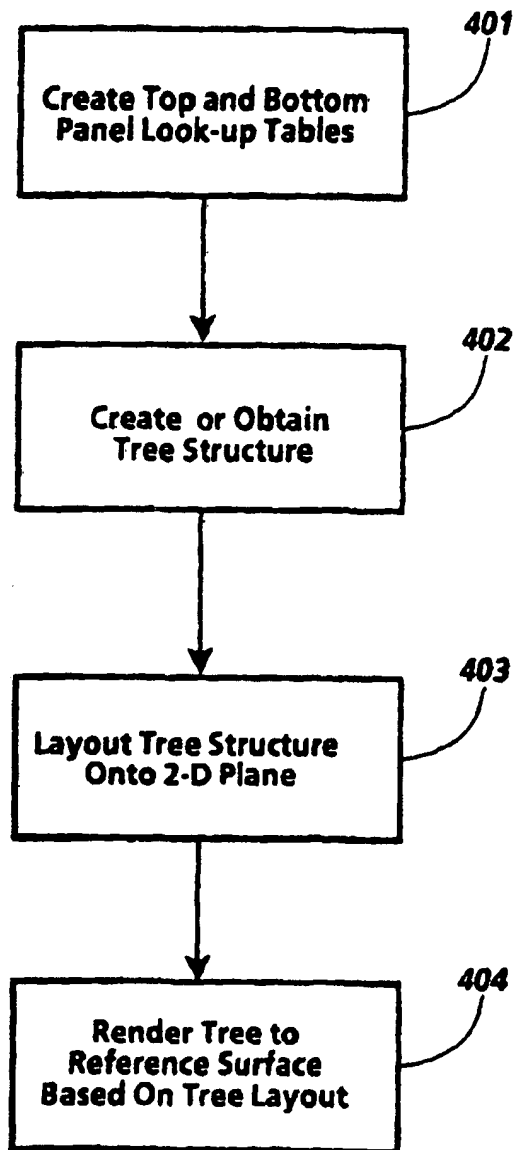 401
Create Top and Bottom
Panel Look-up Tables
402
Create or Obtain
Tree Structure
403
Layout Tree Structure
Onto 2-D Plane
404
Render Tree to
Reference Surface
Based On Tree Layout